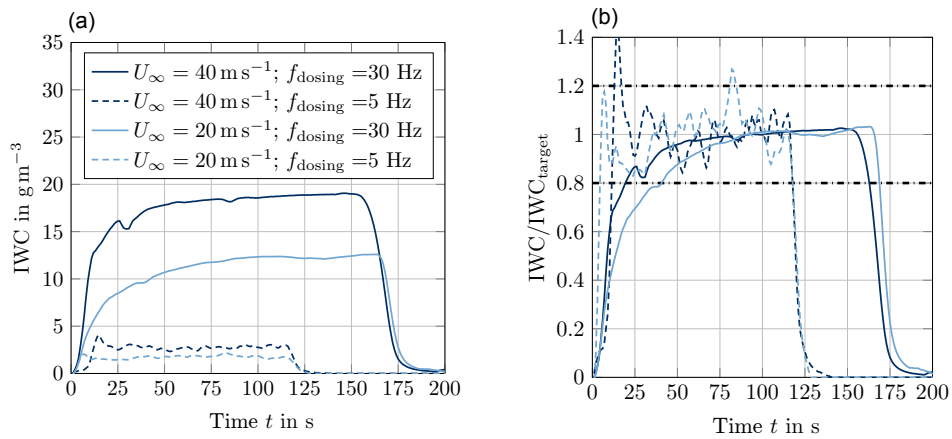 (a)
IWC in g m⁻³
35
30
25
20
15
10
5
0
U∞ = 40 m s⁻¹; f_dosing =30 Hz
U∞ = 40 m s⁻¹; f_dosing =5 Hz
U∞ = 20 m s⁻¹; f_dosing =30 Hz
U∞ = 20 m s⁻¹; f_dosing =5 Hz
0 25 50 75 100 125 150 175 200
Time t in s
(b)
IWC/IWC_target
1.4
1.2
1
0.8
0.6
0.4
0.2
0
0 25 50 75 100 125 150 175 200
Time t in s